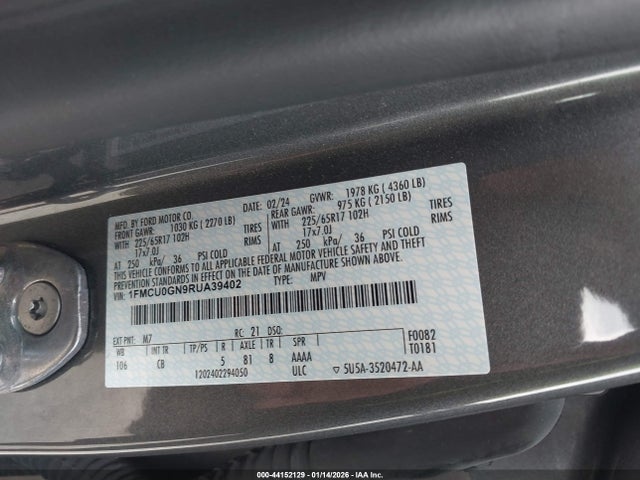 MFD. BY FORD MOTOR CO. DATE: 02/24 GVWR: 1978 KG ( 4360 LB)
FRONT GAWR: 1030 KG ( 2270 LB) REAR GAWR: 975 KG ( 2150 LB)
WITH 225/65R17 102H TIRES WITH 225/65R17 102H TIRES
17x7.0J RIMS 17x7.0J RIMS
AT 250 kPa/ 36 PSI COLD AT 250 kPa/ 36 PSI COLD
THIS VEHICLE CONFORMS TO ALL APPLICABLE FEDERAL MOTOR VEHICLE SAFETY AND THEFT
PREVENTION STANDARDS IN EFFECT ON THE DATE OF MANUFACTURE SHOWN ABOVE.
VIN: 1FMCU0GN9RUA39402 TYPE: MPV
EXT PNT: M7 RC: 21 DSO: F0082
WB INT TR TP/PS R AXLE TR SPR T0181
106 CB 5 81 8 AAAA
1202402294050 ULC ▽ 5U5A-3520472-AA
000-44152129 - 01/14/2026 - IAA Inc.